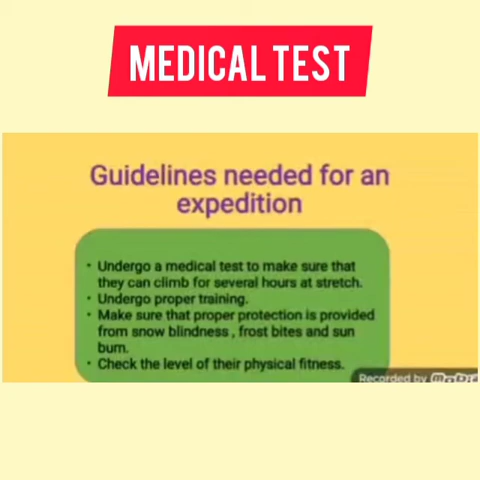 MEDICAL TEST
Guidelines needed for an
expedition
• Undergo a medical test to make sure that
they can climb for several hours at stretch.
• Undergo proper training.
• Make sure that proper protection is provided
from snow blindness , frost bites and sun
burn.
• Check the level of their physical fitness.
Recorded by